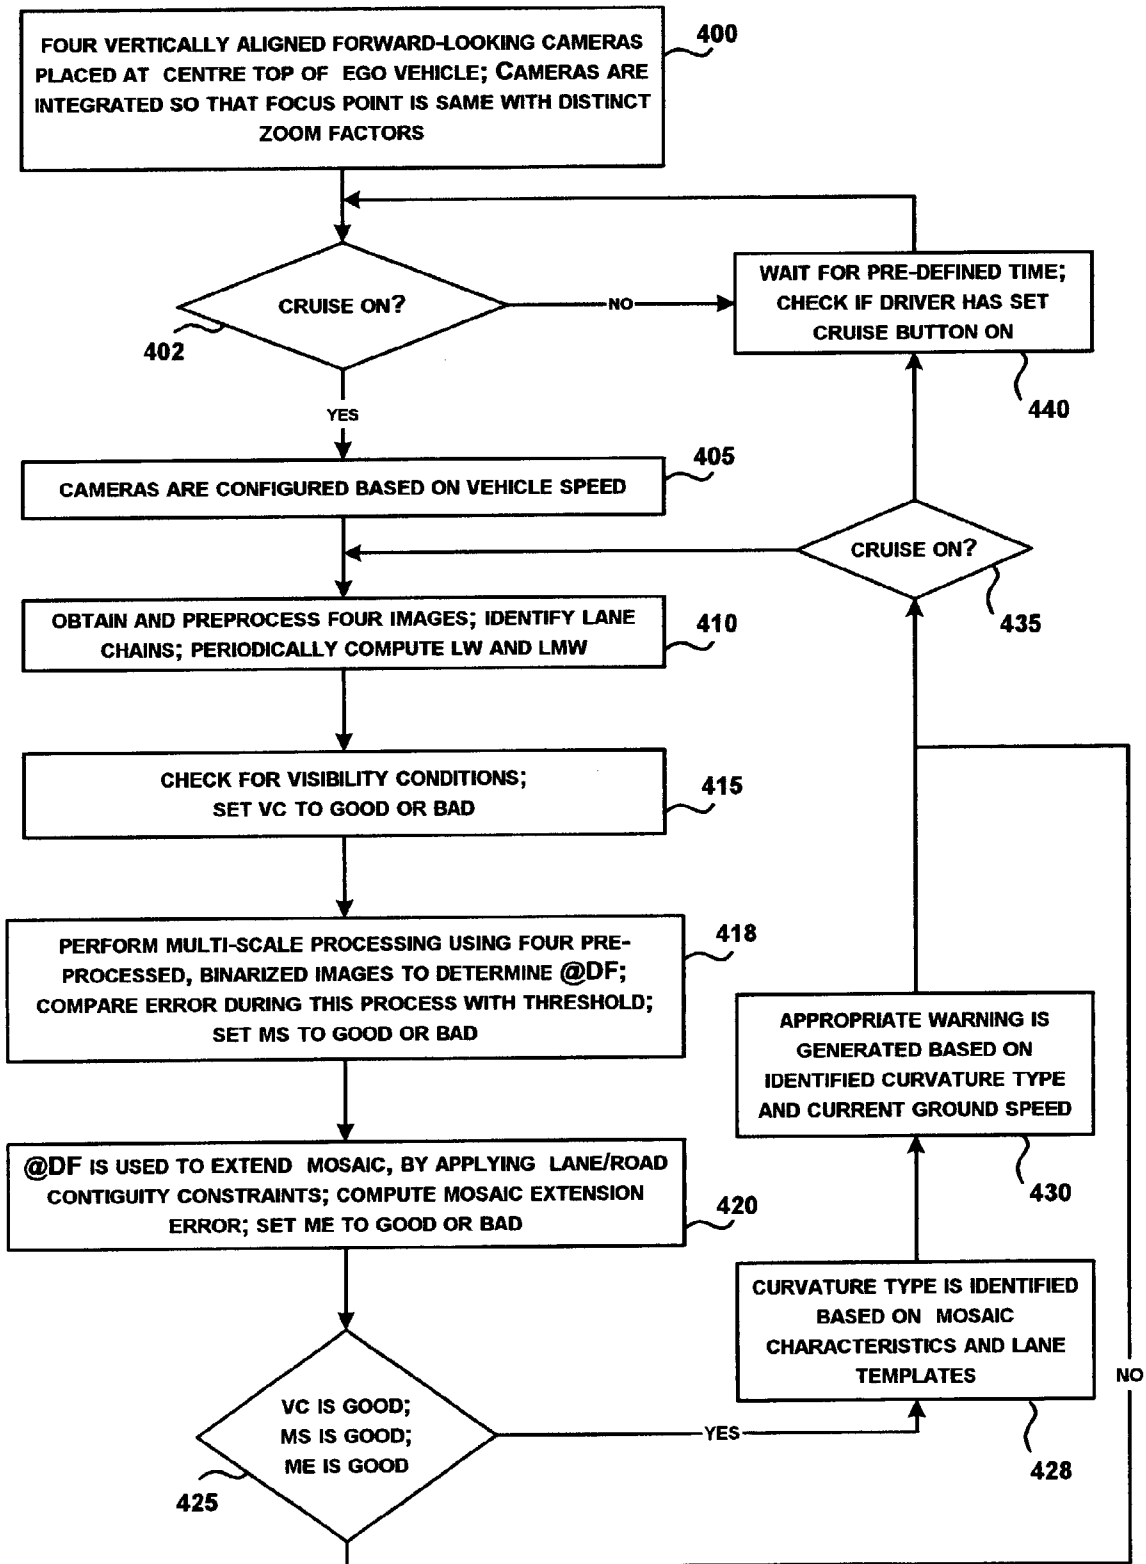 FOUR VERTICALLY ALIGNED FORWARD-LOOKING CAMERAS
PLACED AT CENTRE TOP OF EGO VEHICLE; CAMERAS ARE
INTEGRATED SO THAT FOCUS POINT IS SAME WITH DISTINCT
ZOOM FACTORS
400
CRUISE ON?
402
NO
WAIT FOR PRE-DEFINED TIME;
CHECK IF DRIVER HAS SET
CRUISE BUTTON ON
440
YES
CAMERAS ARE CONFIGURED BASED ON VEHICLE SPEED
405
CRUISE ON?
435
OBTAIN AND PREPROCESS FOUR IMAGES; IDENTIFY LANE
CHAINS; PERIODICALLY COMPUTE LW AND LMW
410
CHECK FOR VISIBILITY CONDITIONS;
SET VC TO GOOD OR BAD
415
PERFORM MULTI-SCALE PROCESSING USING FOUR PRE-
PROCESSED, BINARIZED IMAGES TO DETERMINE @DF;
COMPARE ERROR DURING THIS PROCESS WITH THRESHOLD;
SET MS TO GOOD OR BAD
418
APPROPRIATE WARNING IS
GENERATED BASED ON
IDENTIFIED CURVATURE TYPE
AND CURRENT GROUND SPEED
430
@DF IS USED TO EXTEND MOSAIC, BY APPLYING LANE/ROAD
CONTIGUITY CONSTRAINTS; COMPUTE MOSAIC EXTENSION
ERROR; SET ME TO GOOD OR BAD
420
CURVATURE TYPE IS IDENTIFIED
BASED ON MOSAIC
CHARACTERISTICS AND LANE
TEMPLATES
428
NO
VC IS GOOD;
MS IS GOOD;
ME IS GOOD
425
YES